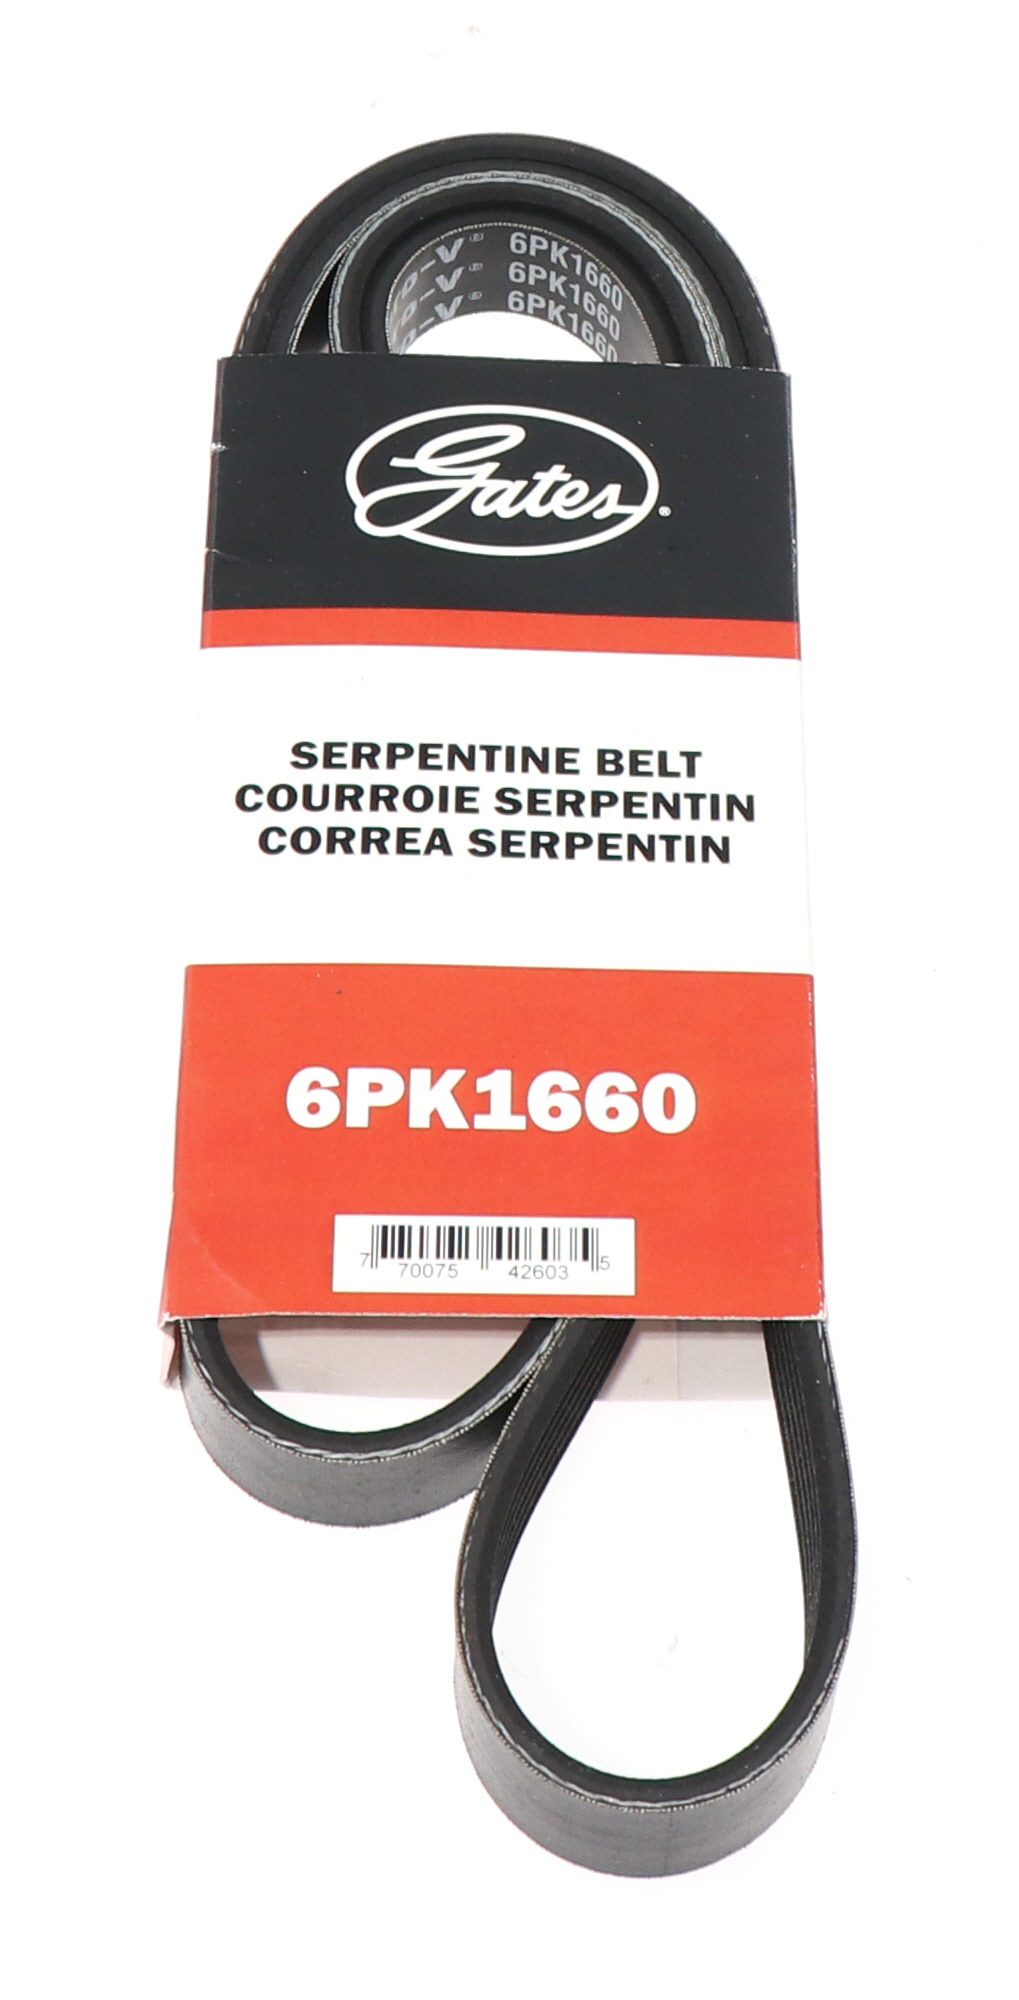 -V® 6PK1660
D-V® 6PK1660
D-V® 6PK1660
Gates®
SERPENTINE BELT
COURROIE SERPENTIN
CORREA SERPENTIN
6PK1660
7 70075 42603 5